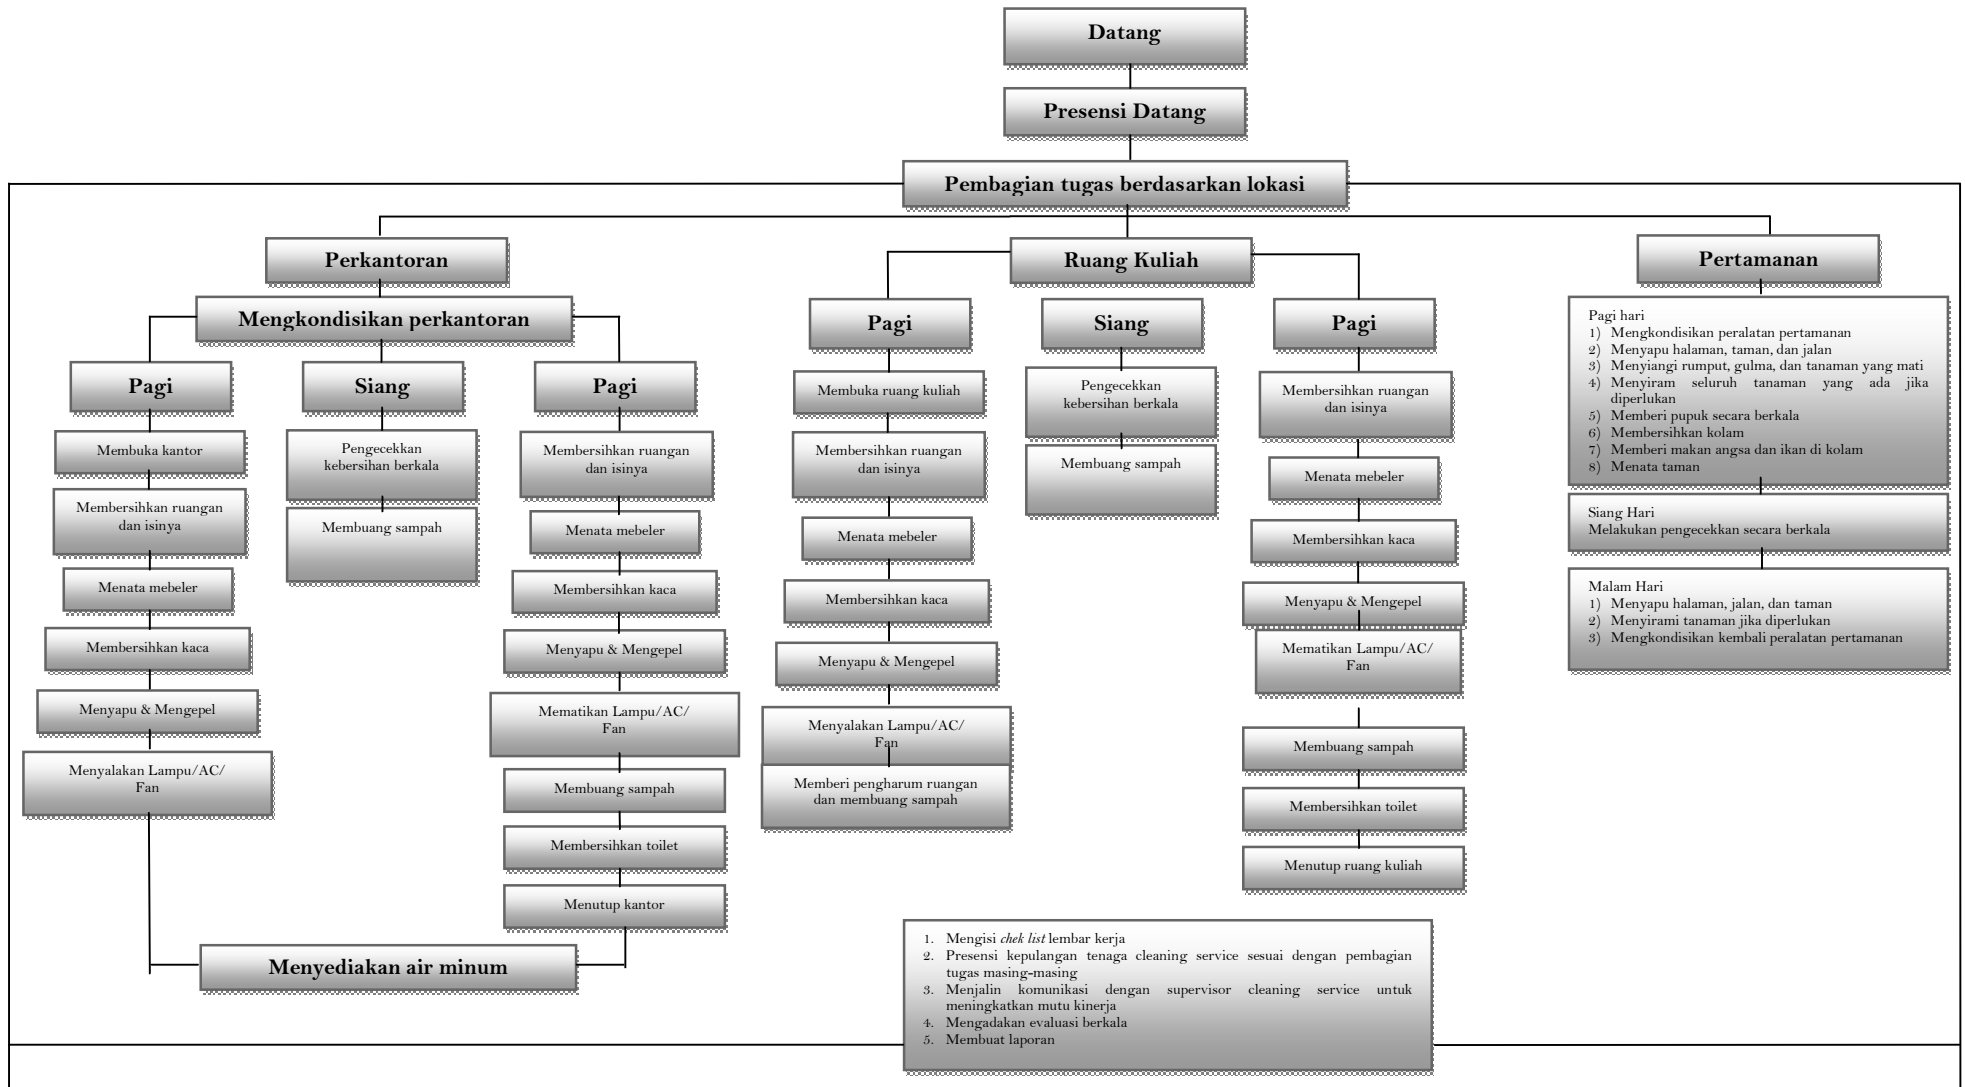 Datang
Presensi Datang
Pembagian tugas berdasarkan lokasi
Perkantoran
Mengkondisikan perkantoran
Pagi
Membuka kantor
Membersihkan ruangan
dan isinya
Menata mebeler
Membersihkan kaca
Menyapu & Mengepel
Menyalakan Lampu/AC/
Fan
Siang
Pengecekkan
kebersihan berkala
Membuang sampah
Pagi
Membersihkan ruangan
dan isinya
Menata mebeler
Membersihkan kaca
Menyapu & Mengepel
Mematikan Lampu/AC/
Fan
Membuang sampah
Membersihkan toilet
Menutup kantor
Menyediakan air minum
Ruang Kuliah
Pagi
Membuka ruang kuliah
Membersihkan ruangan
dan isinya
Menata mebeler
Membersihkan kaca
Menyapu & Mengepel
Menyalakan Lampu/AC/
Fan
Memberi pengharum ruangan
dan membuang sampah
Siang
Pengecekkan
kebersihan berkala
Membuang sampah
Pagi
Membersihkan ruangan
dan isinya
Menata mebeler
Membersihkan kaca
Menyapu & Mengepel
Mematikan Lampu/AC/
Fan
Membuang sampah
Membersihkan toilet
Menutup ruang kuliah
Pertamanan
Pagi hari
1) Mengkondisikan peralatan pertamanan
2) Menyapu halaman, taman, dan jalan
3) Menyiangi rumput, gulma, dan tanaman yang mati
4) Menyiram seluruh tanaman yang ada jika
diperlukan
5) Memberi pupuk secara berkala
6) Membersihkan kolam
7) Memberi makan angsa dan ikan di kolam
8) Menata taman
Siang Hari
Melakukan pengecekkan secara berkala
Malam Hari
1) Menyapu halaman, jalan, dan taman
2) Menyirami tanaman jika diperlukan
3) Mengkondisikan kembali peralatan pertamanan
1. Mengisi chek list lembar kerja
2. Presensi kepulangan tenaga cleaning service sesuai dengan pembagian
tugas masing-masing
3. Menjalin komunikasi dengan supervisor cleaning service untuk
meningkatkan mutu kinerja
4. Mengadakan evaluasi berkala
5. Membuat laporan